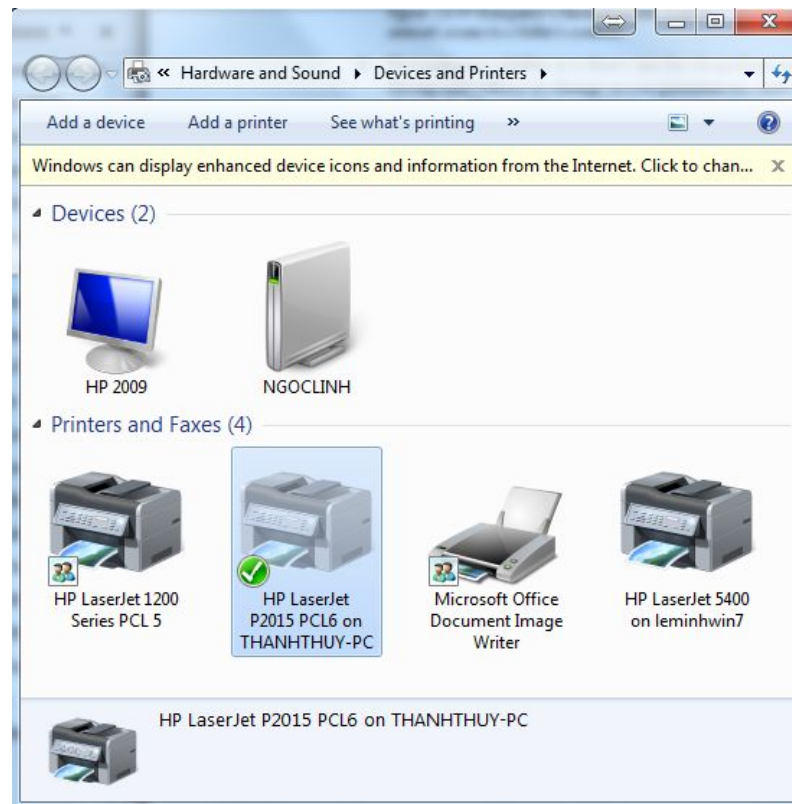 « Hardware and Sound ▸ Devices and Printers ▸
Add a device Add a printer See what's printing »
Windows can display enhanced device icons and information from the Internet. Click to chan...
Devices (2)
HP 2009
NGOCLINH
Printers and Faxes (4)
HP LaserJet 1200
Series PCL 5
HP LaserJet
P2015 PCL6 on
THANHTHUY-PC
Microsoft Office
Document Image
Writer
HP LaserJet 5400
on leminhwin7
HP LaserJet P2015 PCL6 on THANHTHUY-PC